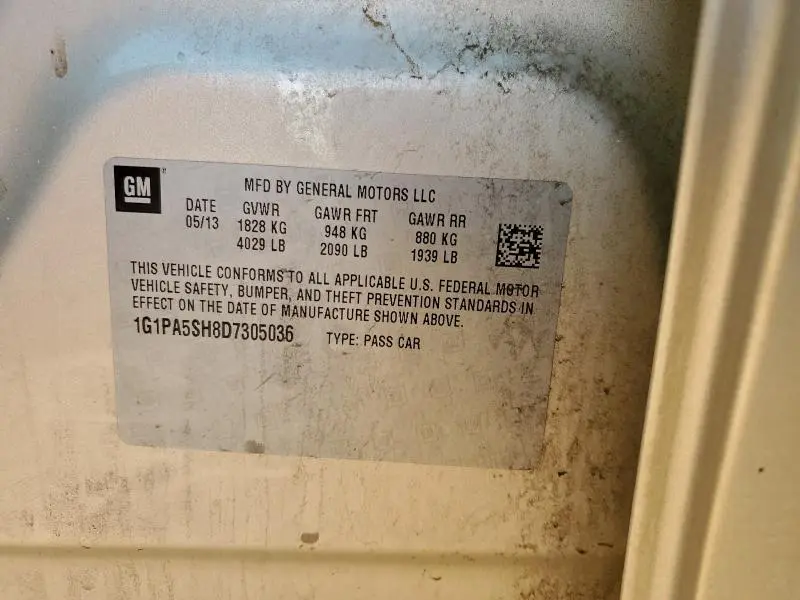 GM
MFD BY GENERAL MOTORS LLC
DATE GVWR GAWR FRT GAWR RR
05/13 1828 KG 948 KG 880 KG
4029 LB 2090 LB 1939 LB
THIS VEHICLE CONFORMS TO ALL APPLICABLE U.S. FEDERAL MOTOR
VEHICLE SAFETY, BUMPER, AND THEFT PREVENTION STANDARDS IN
EFFECT ON THE DATE OF MANUFACTURE SHOWN ABOVE.
1G1PA5SH8D7305036 TYPE: PASS CAR